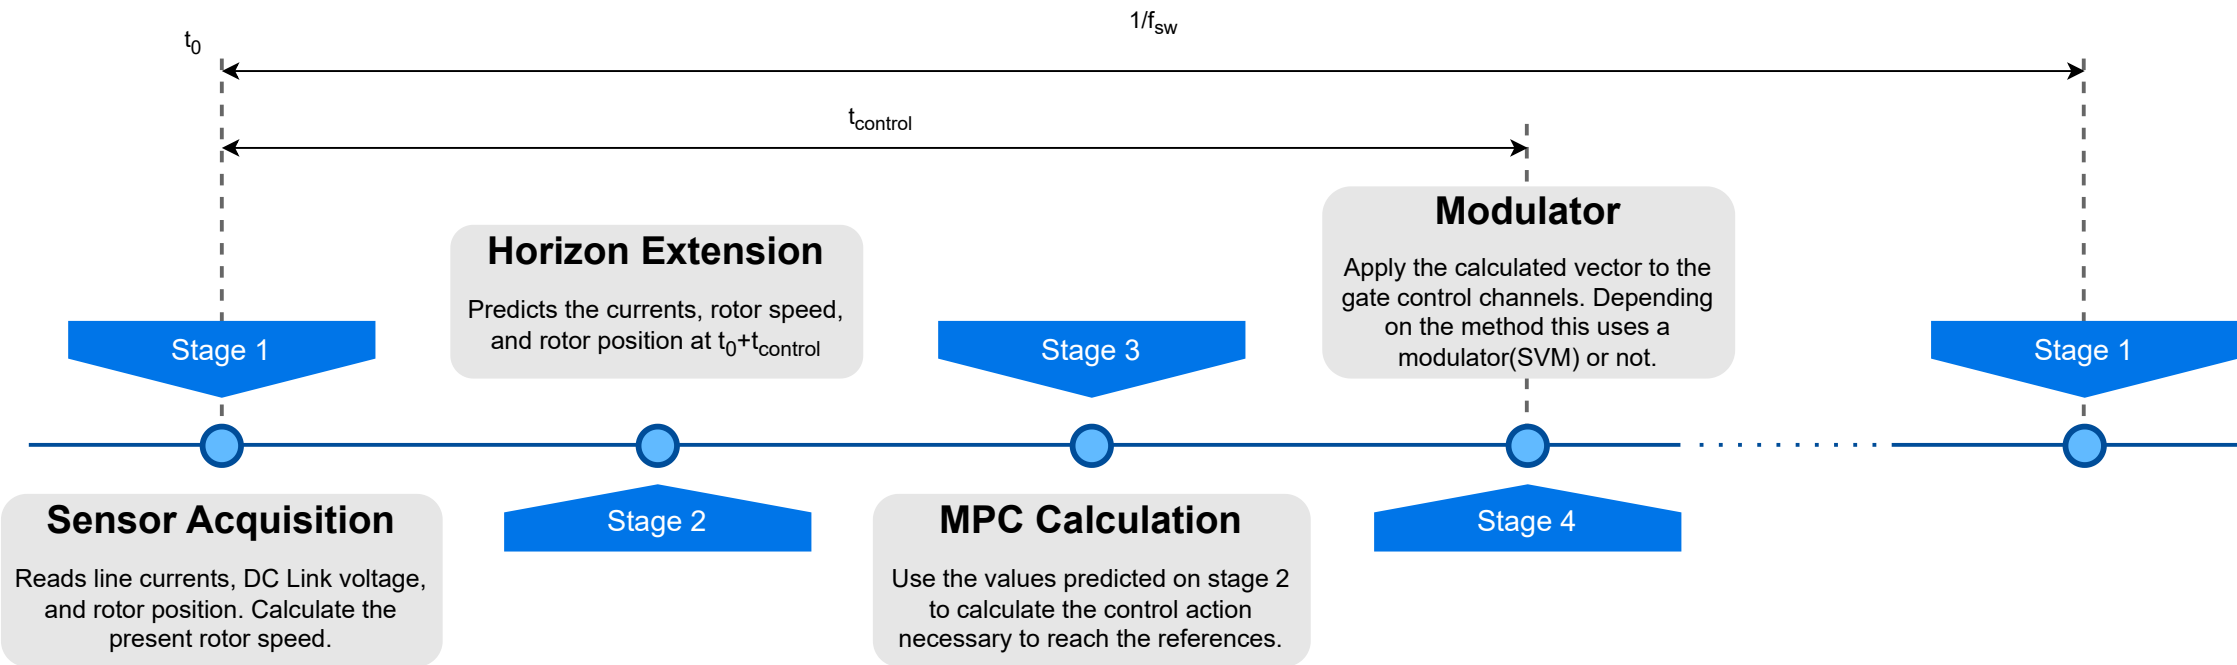 1/fsw
t0
tcontrol
Modulator
Apply the calculated vector to the
gate control channels. Depending
on the method this uses a
modulator(SVM) or not.
Horizon Extension
Predicts the currents, rotor speed,
and rotor position at t0+tcontrol
Stage 1
Stage 3
Stage 1
Sensor Acquisition
Reads line currents, DC Link voltage,
and rotor position. Calculate the
present rotor speed.
Stage 2
MPC Calculation
Use the values predicted on stage 2
to calculate the control action
necessary to reach the references.
Stage 4